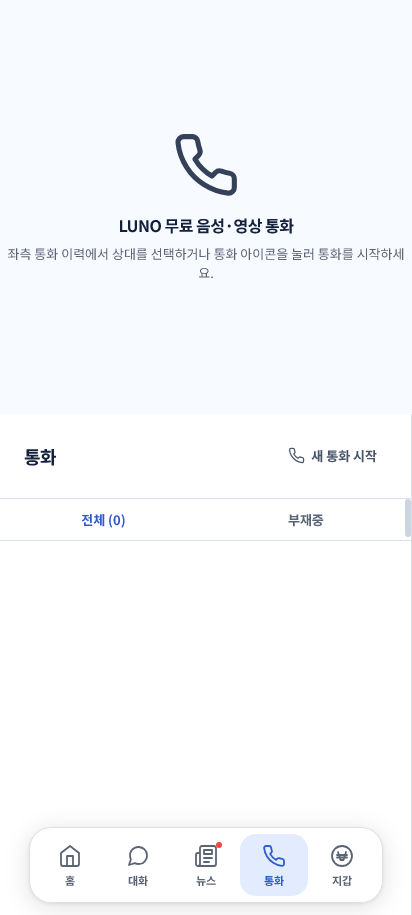 LUNO 무료 음성·영상 통화
좌측 통화 이력에서 상대를 선택하거나 통화 아이콘을 눌러 통화를 시작하세
요.
통화
새 통화 시작
전체 (0)
부재중
홈
대화
뉴스
통화
지갑